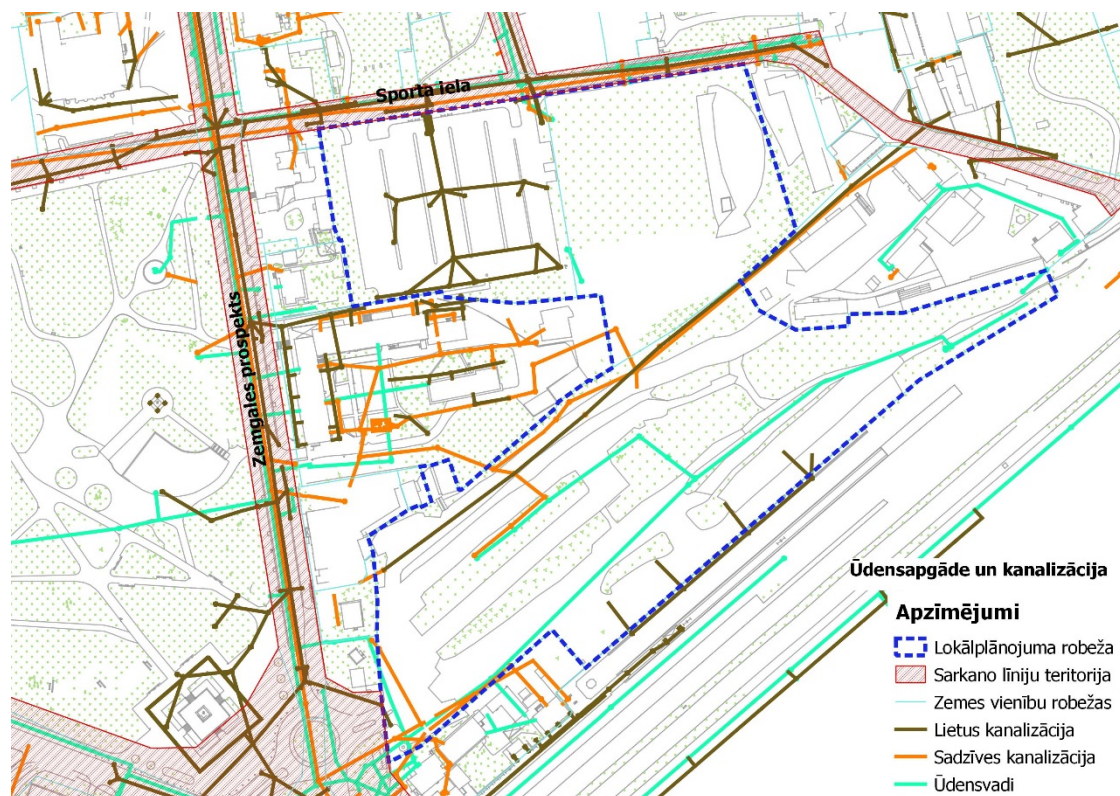 Sporta iela
Zemgales prospekts
Ūdensapgāde un kanalizācija
Apzīmējumi
Lokālplānojuma robeža
Sarkano līniju teritorija
Zemes vienību robežas
Lietus kanalizācija
Sadzīves kanalizācija
Ūdensvadi